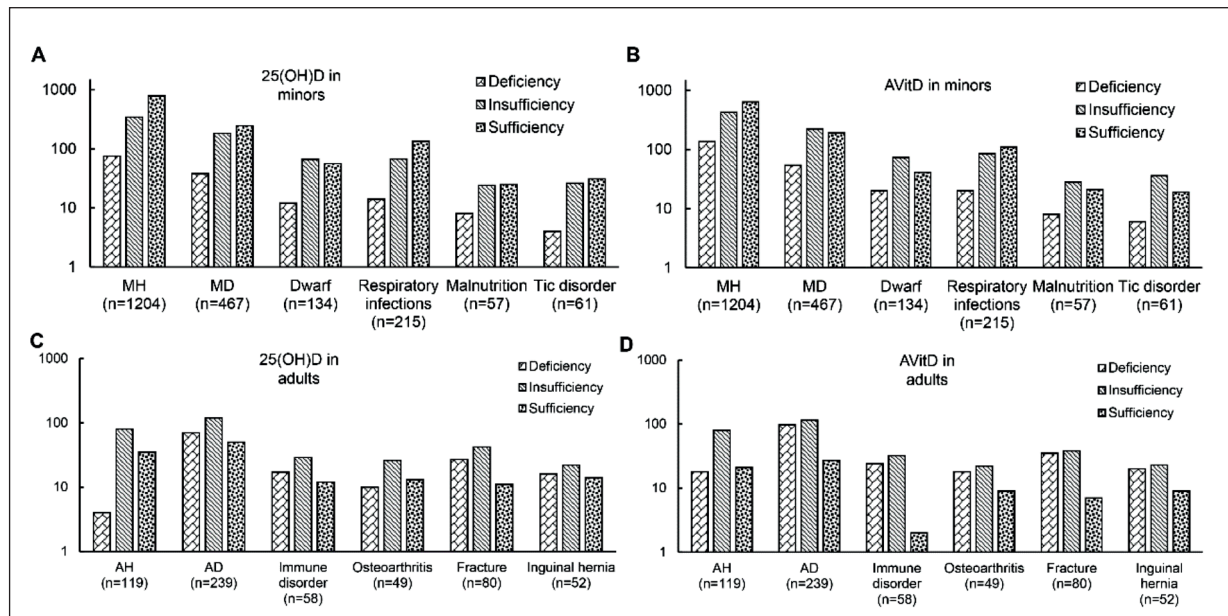 A
25(OH)D in
minors
Deficiency
Insufficiency
Sufficiency
1000
100
10
1
MH
(n=1204)
MD
(n=467)
Dwarf
(n=134)
Respiratory
infections
(n=215)
Malnutrition
(n=57)
Tic disorder
(n=61)
B
AVitD in minors
Deficiency
Insufficiency
Sufficiency
1000
100
10
1
MH
(n=1204)
MD
(n=467)
Dwarf
(n=134)
Respiratory
infections
(n=215)
Malnutrition
(n=57)
Tic disorder
(n=61)
C
25(OH)D in
adults
Deficiency
Insufficiency
Sufficiency
1000
100
10
1
AH
(n=119)
AD
(n=239)
Immune
disorder
(n=58)
Osteoarthritis
(n=49)
Fracture
(n=80)
Inguinal hernia
(n=52)
D
AVitD in
adults
Deficiency
Insufficiency
Sufficiency
1000
100
10
1
AH
(n=119)
AD
(n=239)
Immune
disorder
(n=58)
Osteoarthritis
(n=49)
Fracture
(n=80)
Inguinal
hernia
(n=52)